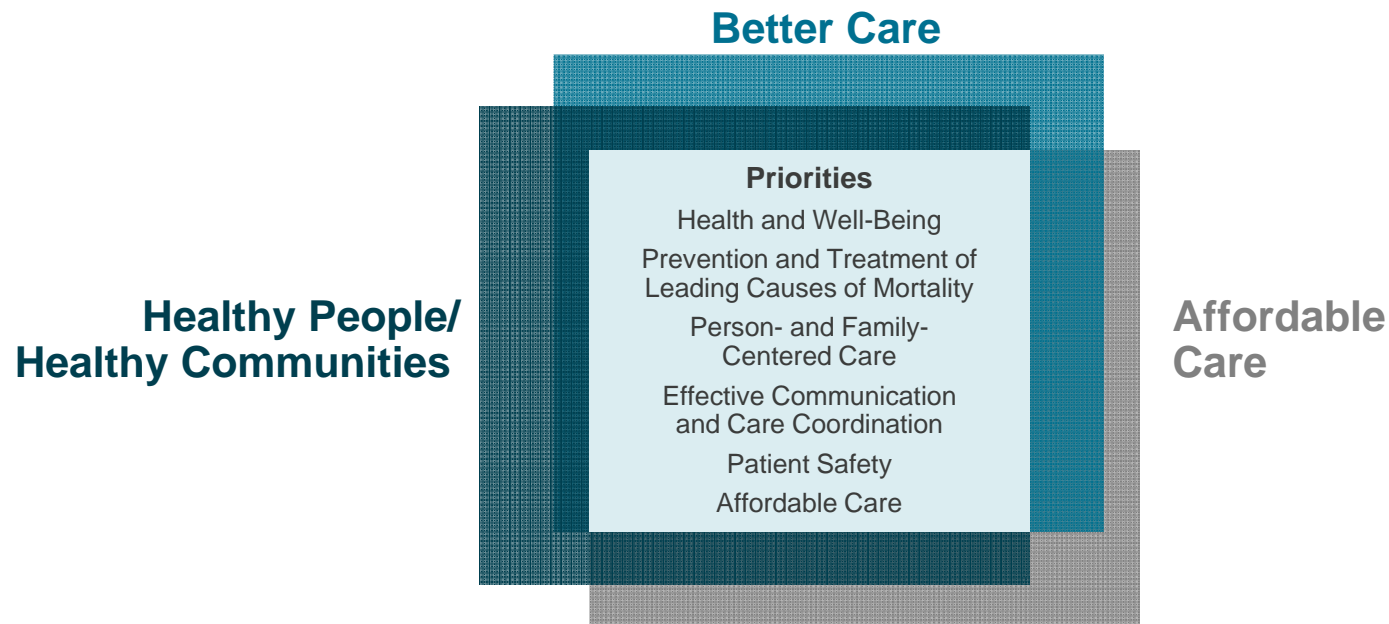 Better Care
Priorities
Health and Well-Being
Prevention and Treatment of
Leading Causes of Mortality
Person- and Family-
Centered Care
Effective Communication
and Care Coordination
Patient Safety
Affordable Care
Healthy People/
Healthy Communities
Affordable
Care